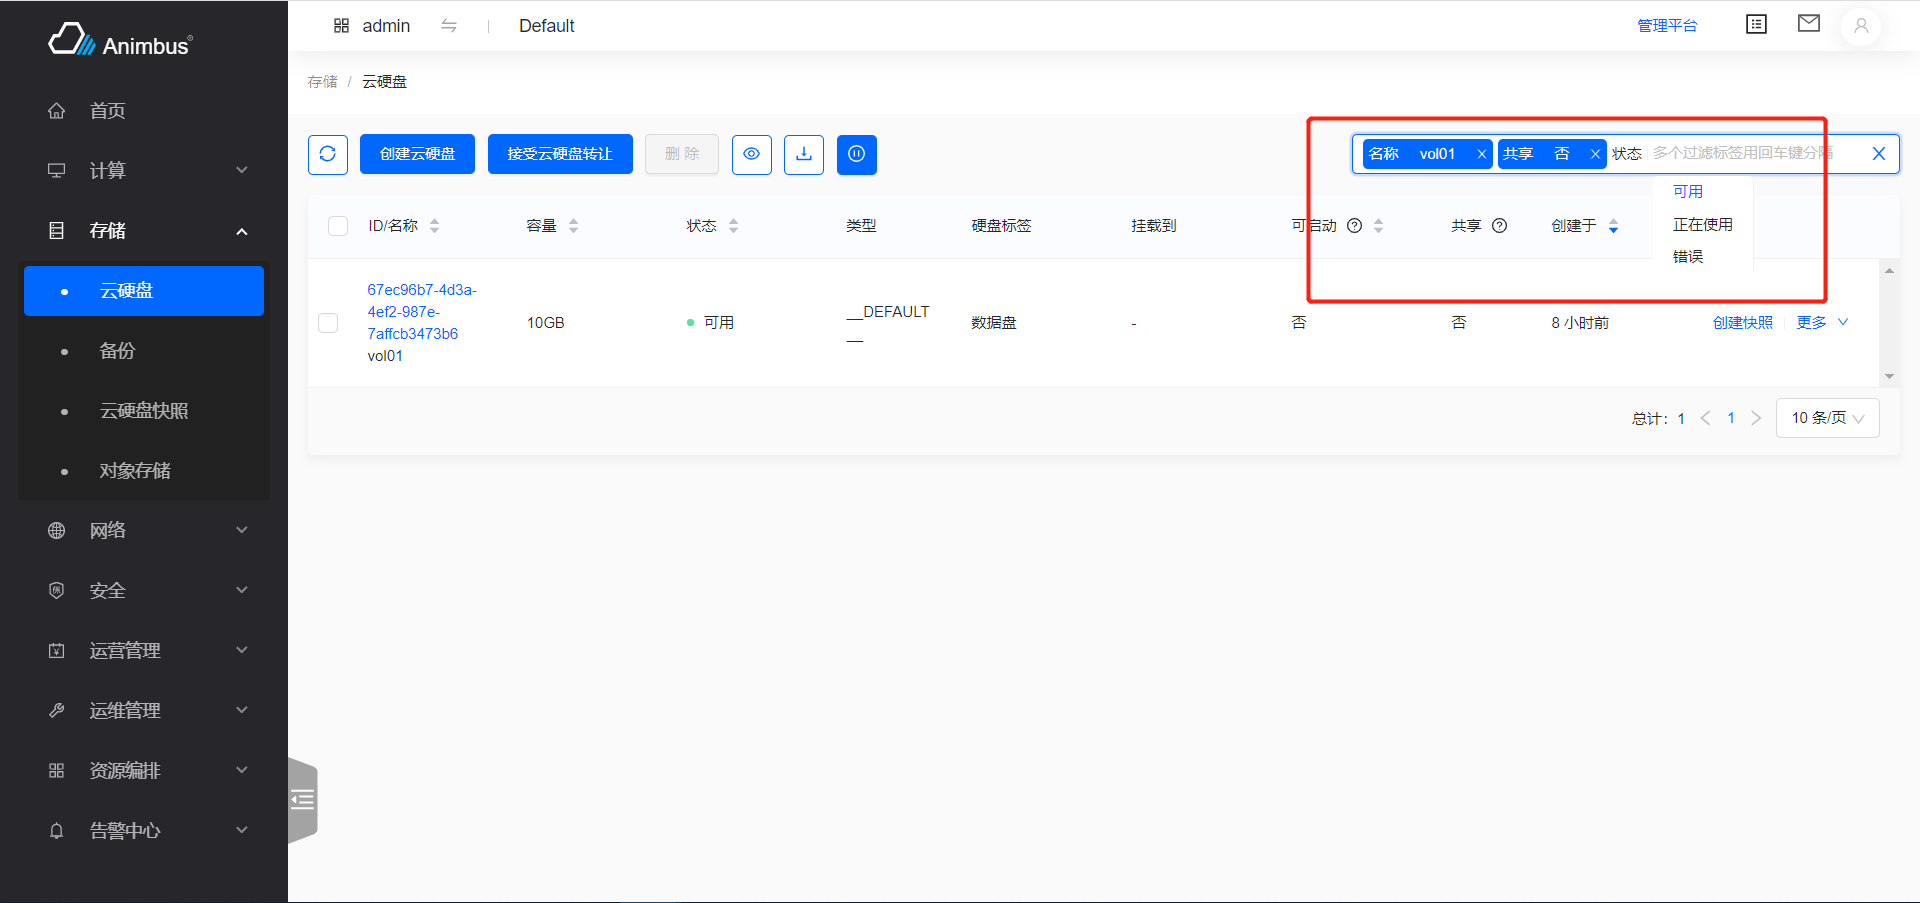 Animbus®
首页
计算
存储
云硬盘
备份
云硬盘快照
对象存储
网络
安全
运营管理
运维管理
资源编排
告警中心
admin
Default
管理平台
存储 / 云硬盘
创建云硬盘
接受云硬盘转让
删 除
名称 vol01
共享 否
状态
多个过滤标签用回车键分隔
可用
正在使用
错误
ID/名称 容量 状态 类型 硬盘标签 挂载到 可启动 共享 创建于
67ec96b7-4d3a-
4ef2-987e-
7affcb3473b6
vol01
10GB
可用
__DEFAULT
__
数据盘
-
否
否
8 小时前
创建快照
更多
总计：1
1
10 条/页